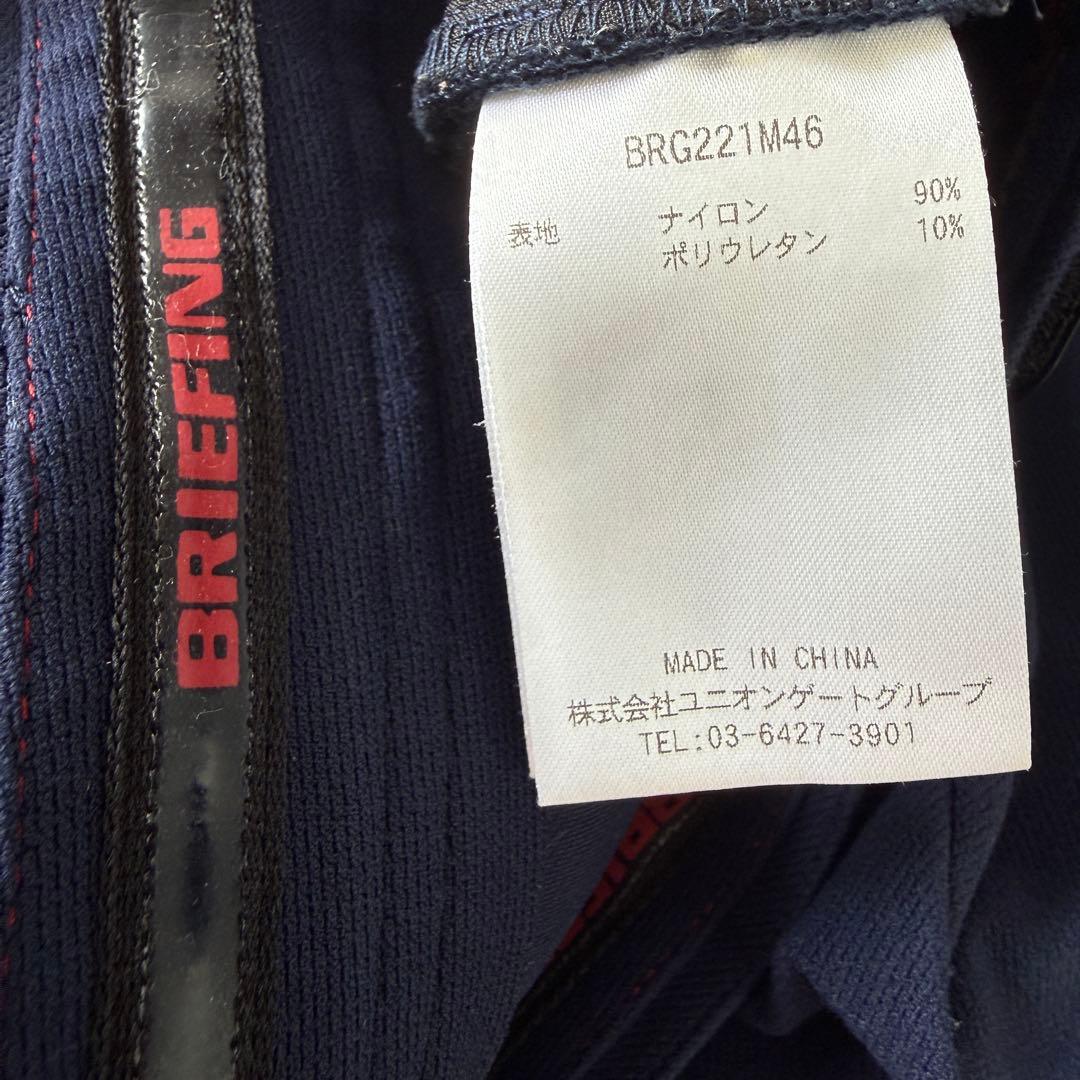 BRIEFING
BRG221M46
表地 ナイロン 90%
ポリウレタン 10%
MADE IN CHINA
株式会社ユニオンゲートグループ
TEL:03-6427-3901